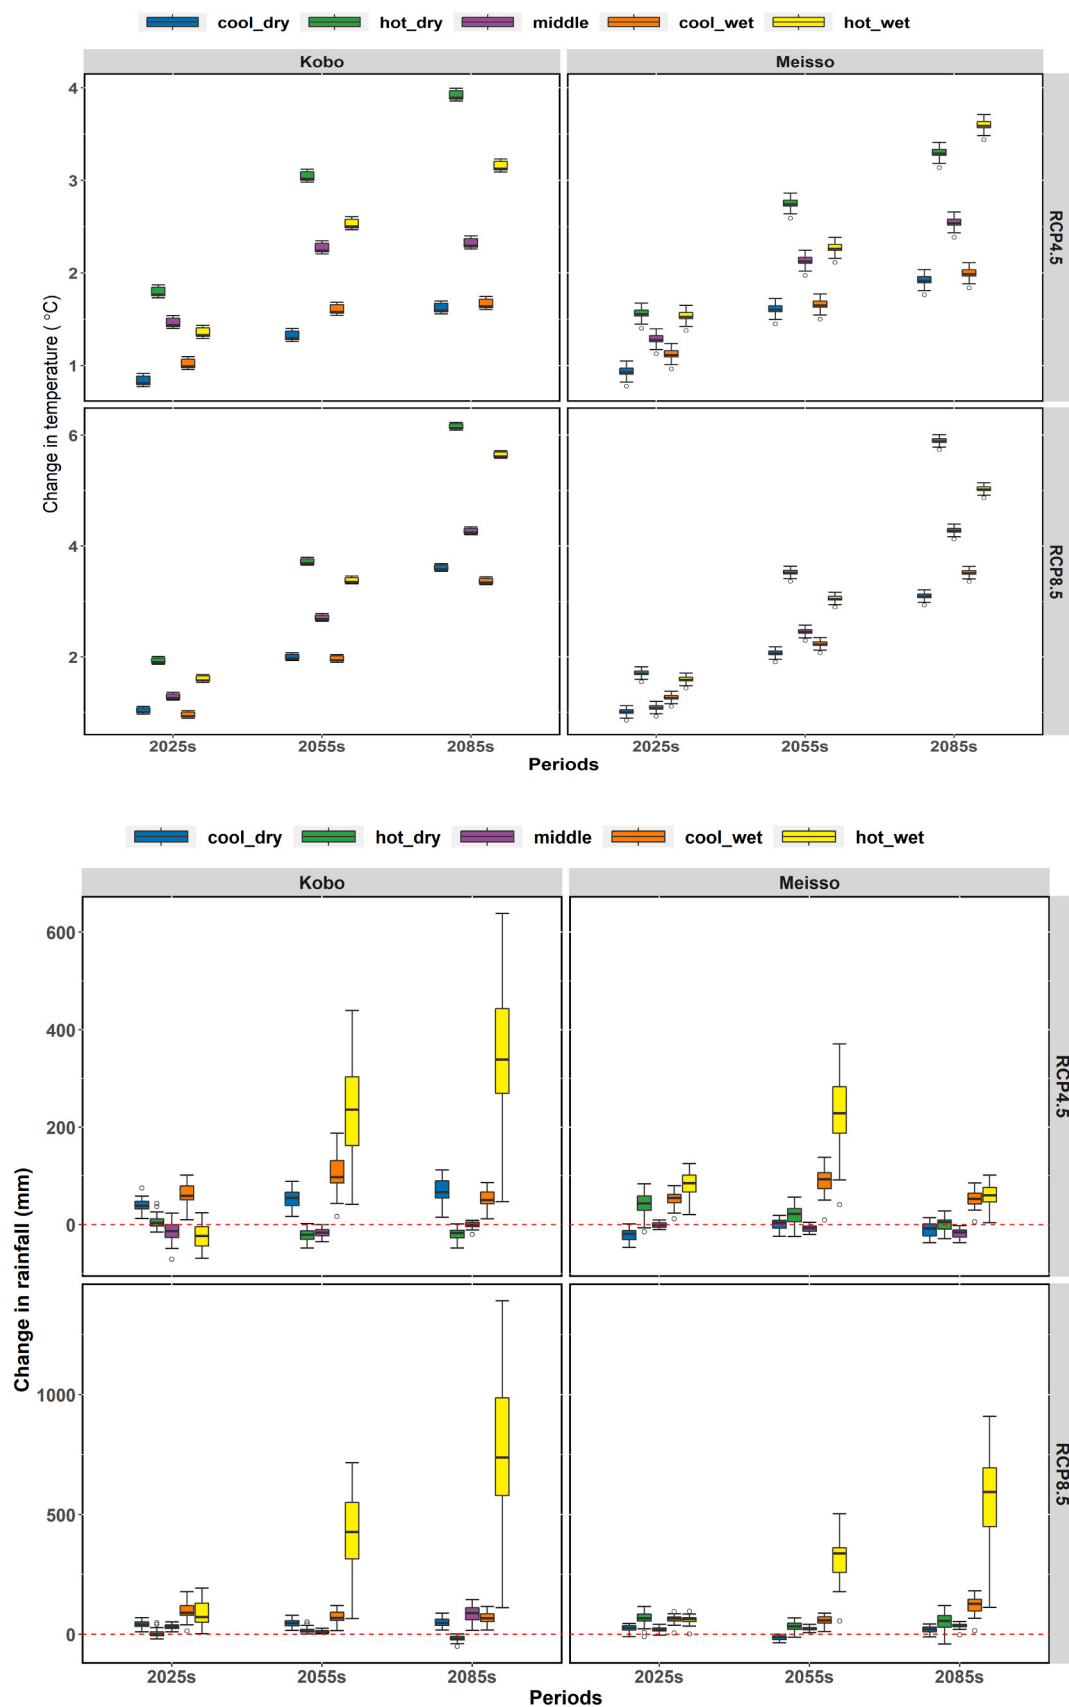 cool_dry hot_dry middle cool_wet hot_wet
Kobo Meisso
4
3
2
1
RCP4.5
Change in temperature ( °C)
6
4
2
RCP8.5
2025s 2055s 2085s 2025s 2055s 2085s
Periods
cool_dry hot_dry middle cool_wet hot_wet
Kobo Meisso
600
400
200
0
RCP4.5
Change in rainfall (mm)
1000
500
0
RCP8.5
2025s 2055s 2085s 2025s 2055s 2085s
Periods